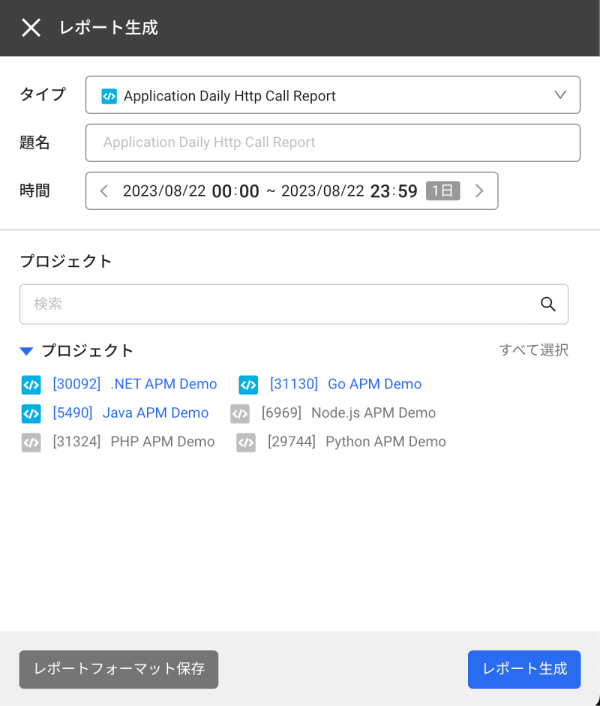 レポート生成
タイプ Application Daily Http Call Report
題名 Application Daily Http Call Report
時間 2023/08/22 00:00 ~ 2023/08/22 23:59 1日
プロジェクト
検索
プロジェクト すべて選択
[30092] .NET APM Demo [31130] Go APM Demo
[5490] Java APM Demo [6969] Node.js APM Demo
[31324] PHP APM Demo [29744] Python APM Demo
レポートフォーマット保存 レポート生成